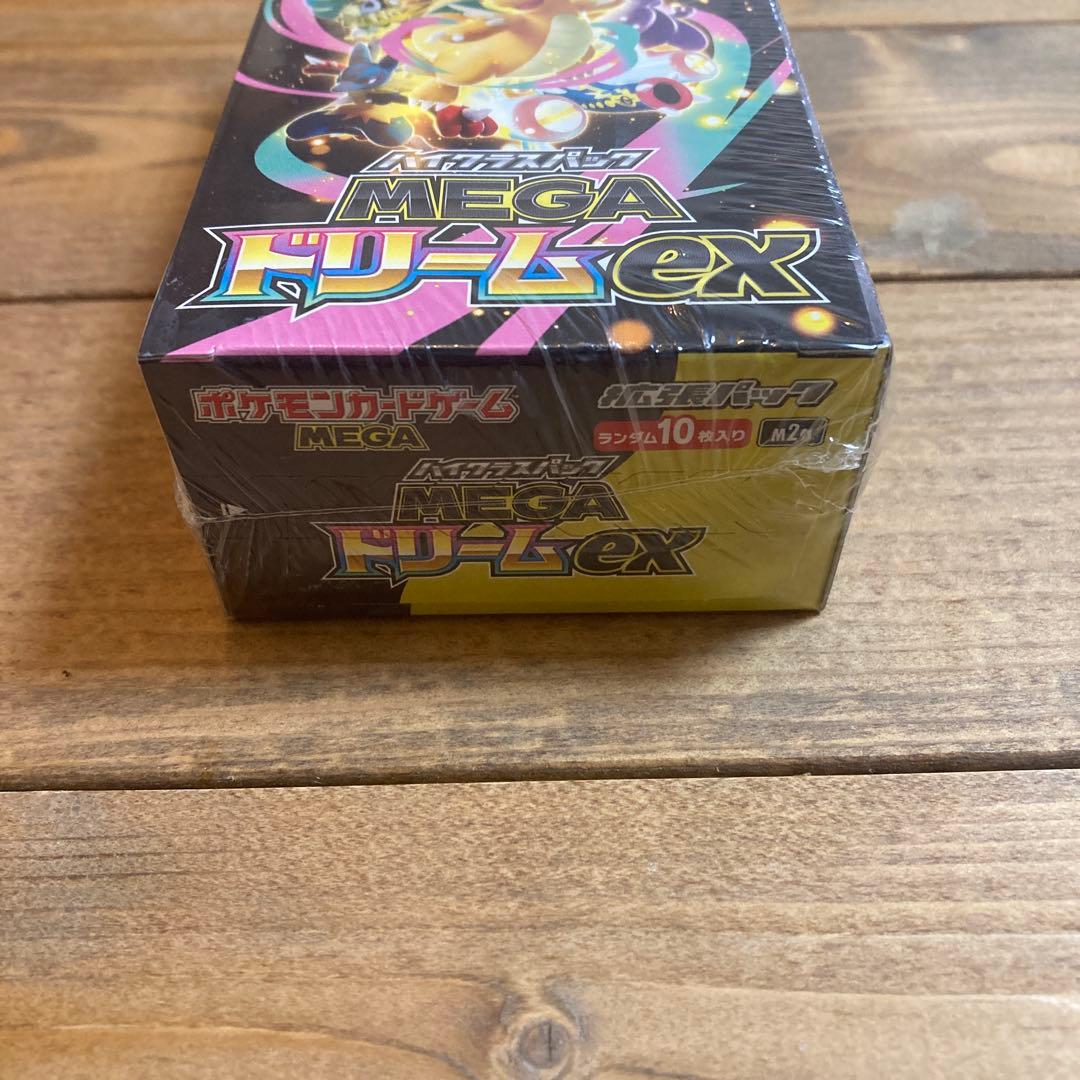 ハイクラスパック
MEGA
ドリームex
ポケモンカードゲーム
MEGA
拡張パック
ランダム10枚入り M2a
ハイクラスパック
MEGA
ドリームex